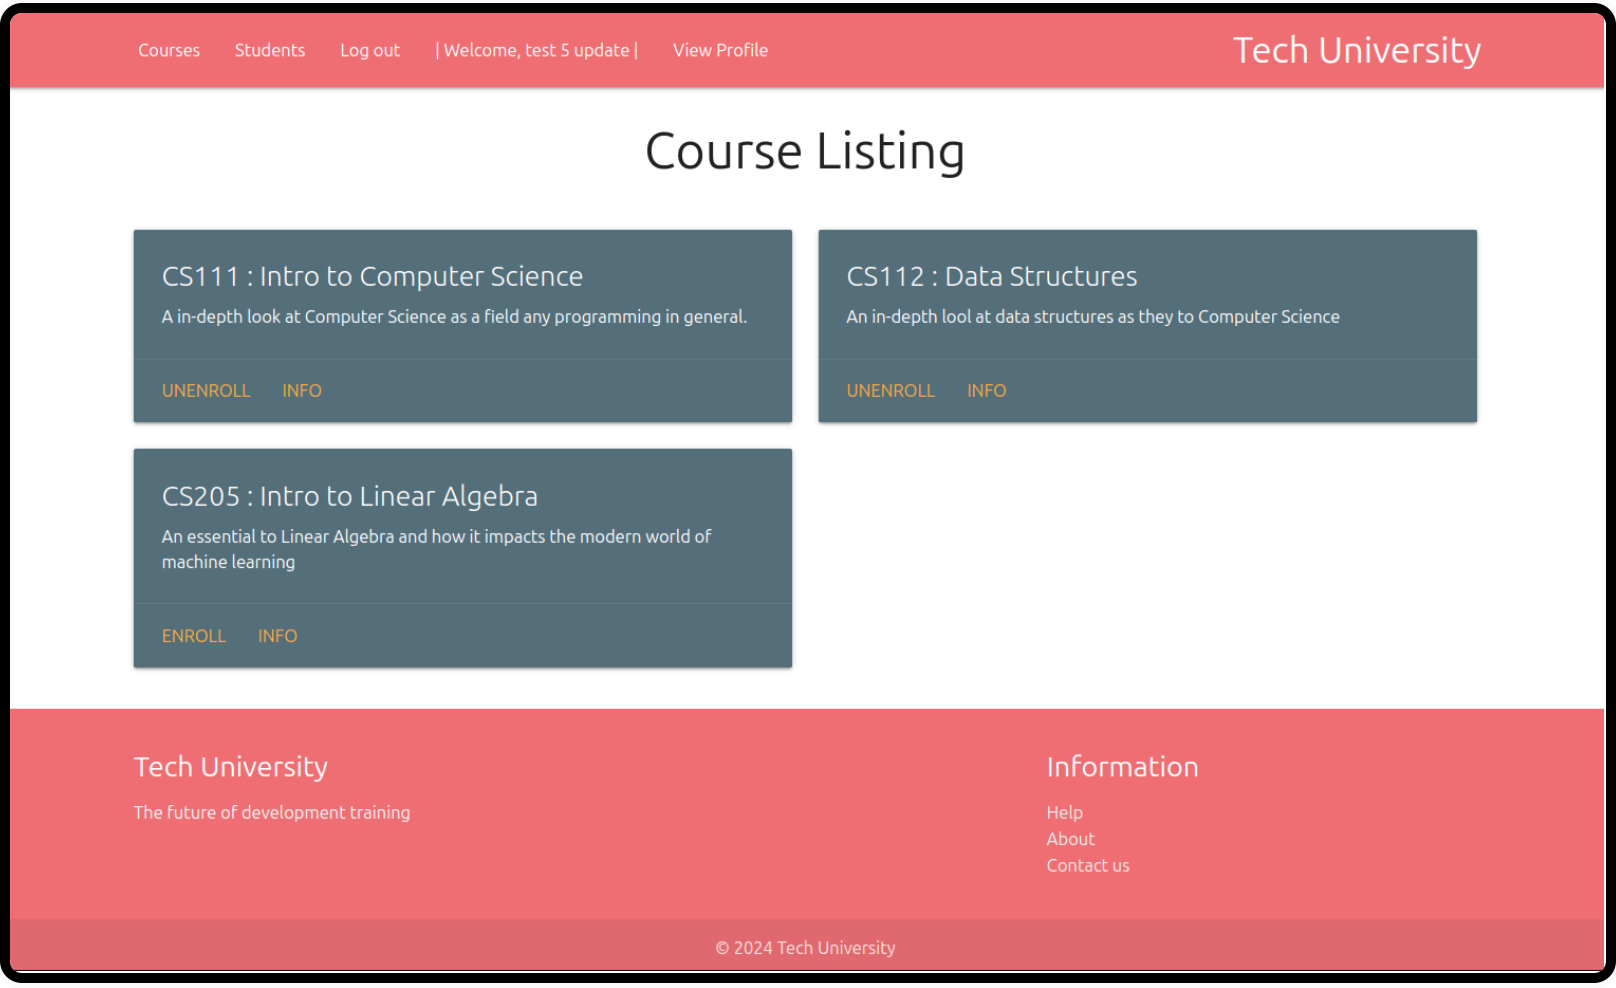 Courses Students Log out | Welcome, test 5 update | View Profile Tech University
Course Listing
CS111 : Intro to Computer Science
A in-depth look at Computer Science as a field any programming in general.
UNENROLL INFO
CS112 : Data Structures
An in-depth lool at data structures as they to Computer Science
UNENROLL INFO
CS205 : Intro to Linear Algebra
An essential to Linear Algebra and how it impacts the modern world of
machine learning
ENROLL INFO
Tech University
The future of development training
Information
Help
About
Contact us
© 2024 Tech University